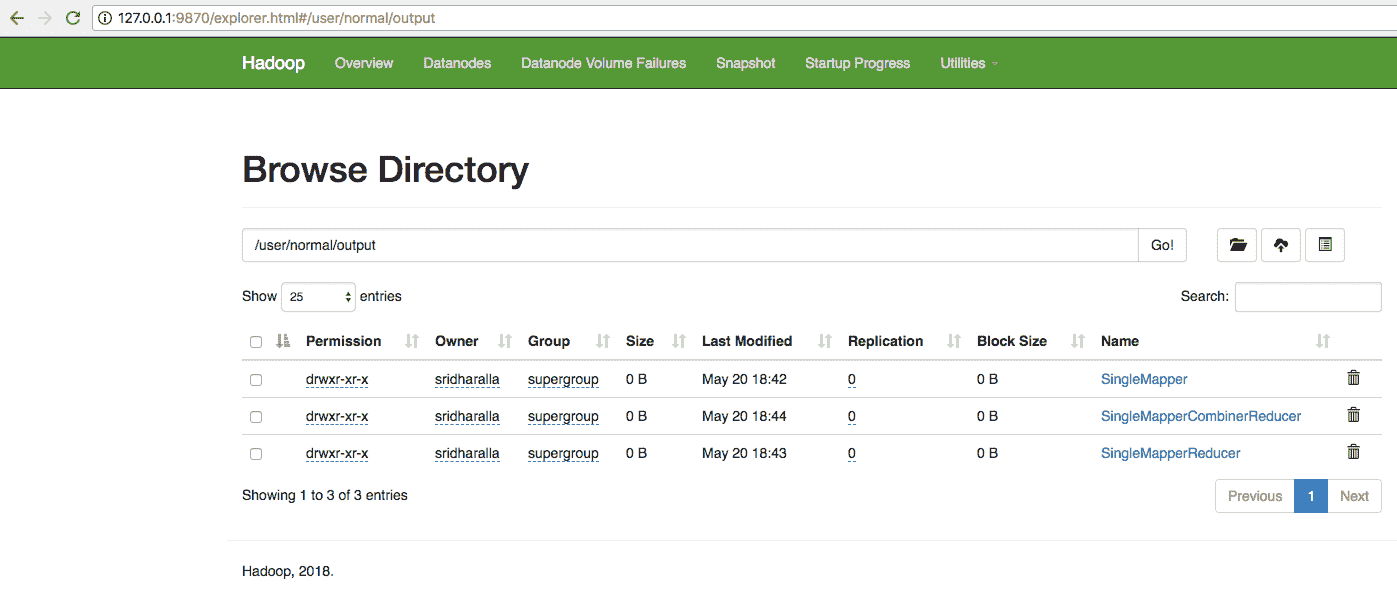 127.0.0.1:9870/explorer.html#/user/normal/output
Hadoop Overview Datanodes Datanode Volume Failures Snapshot Startup Progress Utilities
Browse Directory
/user/normal/output Go!
Show 25 entries Search:
Permission Owner Group Size Last Modified Replication Block Size Name
drwxr-xr-x sridharalla supergroup 0 B May 20 18:42 0 0 B SingleMapper
drwxr-xr-x sridharalla supergroup 0 B May 20 18:44 0 0 B SingleMapperCombinerReducer
drwxr-xr-x sridharalla supergroup 0 B May 20 18:43 0 0 B SingleMapperReducer
Showing 1 to 3 of 3 entries Previous 1 Next
Hadoop, 2018.